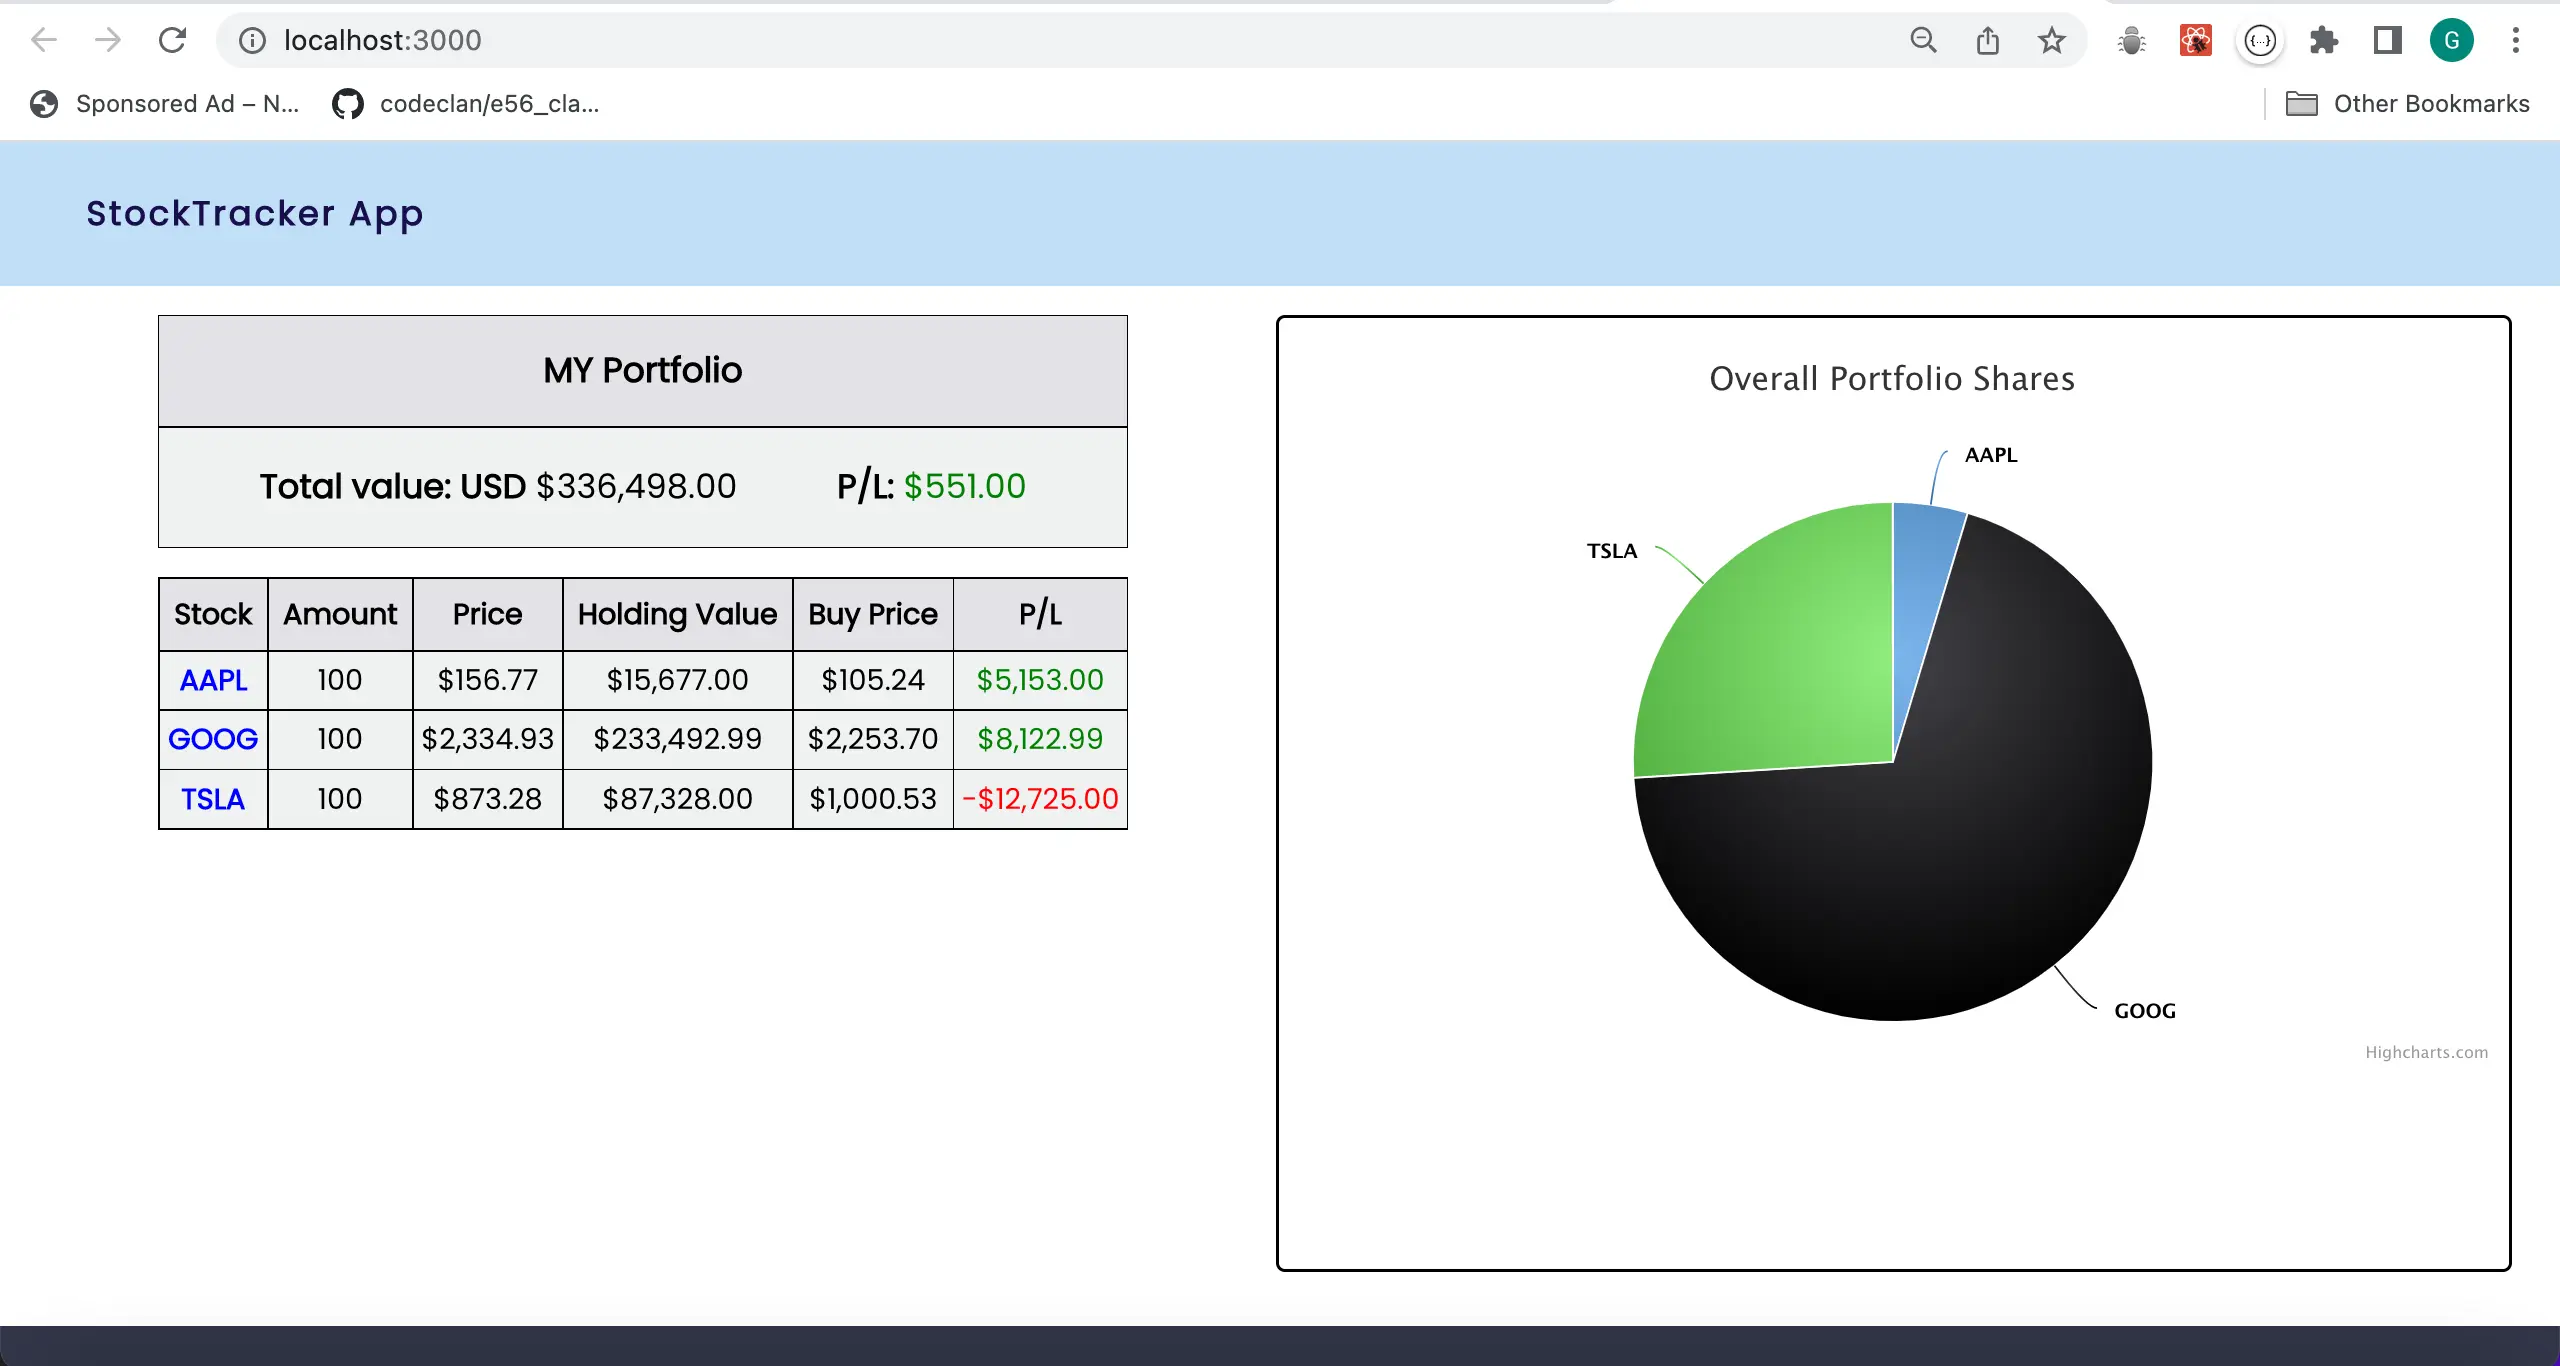 localhost:3000
G
Sponsored Ad – N...
codeclan/e56_cla...
Other Bookmarks
StockTracker App
MY Portfolio
Total value: USD $336,498.00 P/L: $551.00
Stock Amount Price Holding Value Buy Price P/L
AAPL 100 $156.77 $15,677.00 $105.24 $5,153.00
GOOG 100 $2,334.93 $233,492.99 $2,253.70 $8,122.99
TSLA 100 $873.28 $87,328.00 $1,000.53 -$12,725.00
Overall Portfolio Shares
AAPL
TSLA
GOOG
Highcharts.com